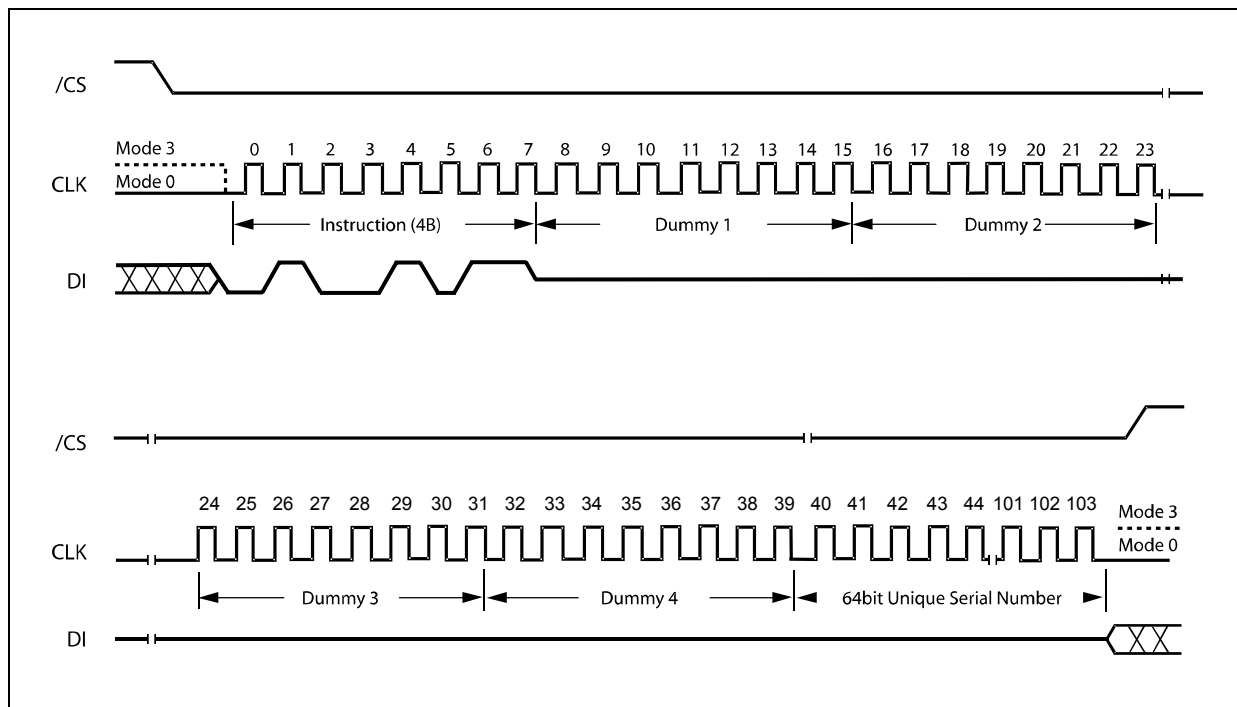 /CS
Mode 3
0 1 2 3 4 5 6 7 8 9 10 11 12 13 14 15 16 17 18 19 20 21 22 23
CLK
Mode 0
Instruction (4B) Dummy 1 Dummy 2
DI
/CS
24 25 26 27 28 29 30 31 32 33 34 35 36 37 38 39 40 41 42 43 44 101 102 103
Mode 3
CLK
Mode 0
Dummy 3 Dummy 4 64bit Unique Serial Number
DI